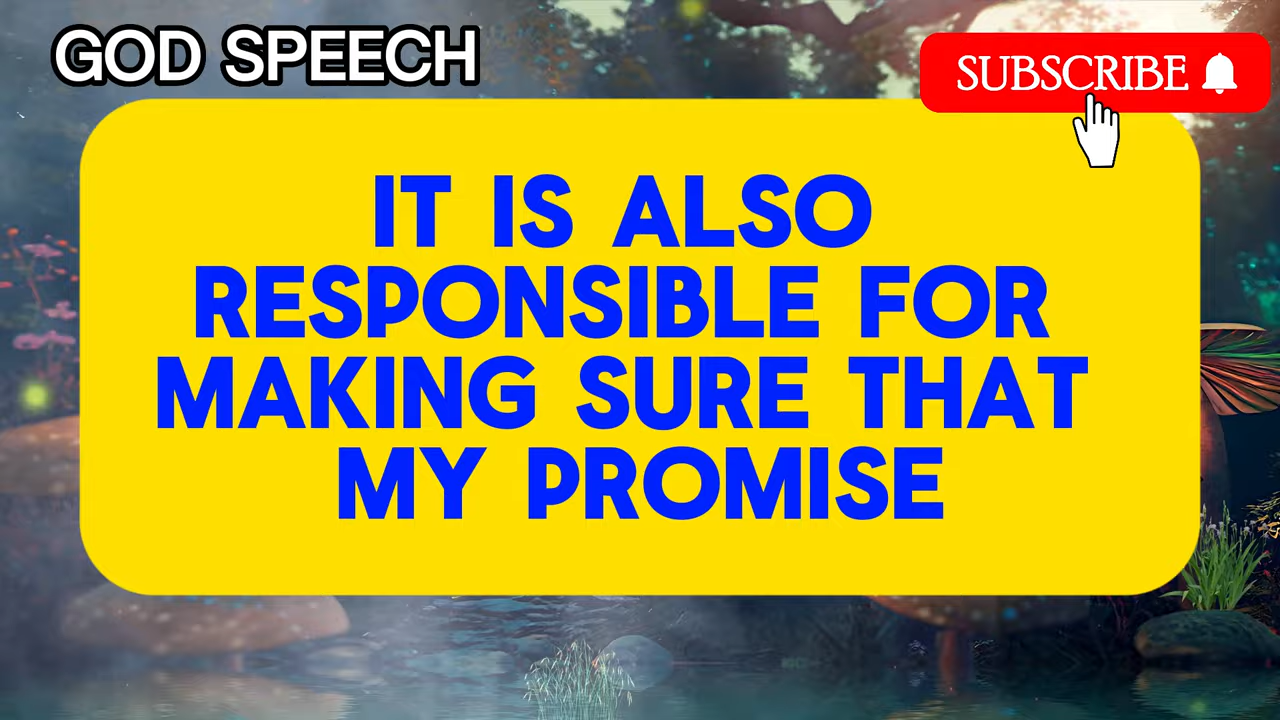 GOD SPEECH
SUBSCRIBE
IT IS ALSO
RESPONSIBLE FOR
MAKING SURE THAT
MY PROMISE